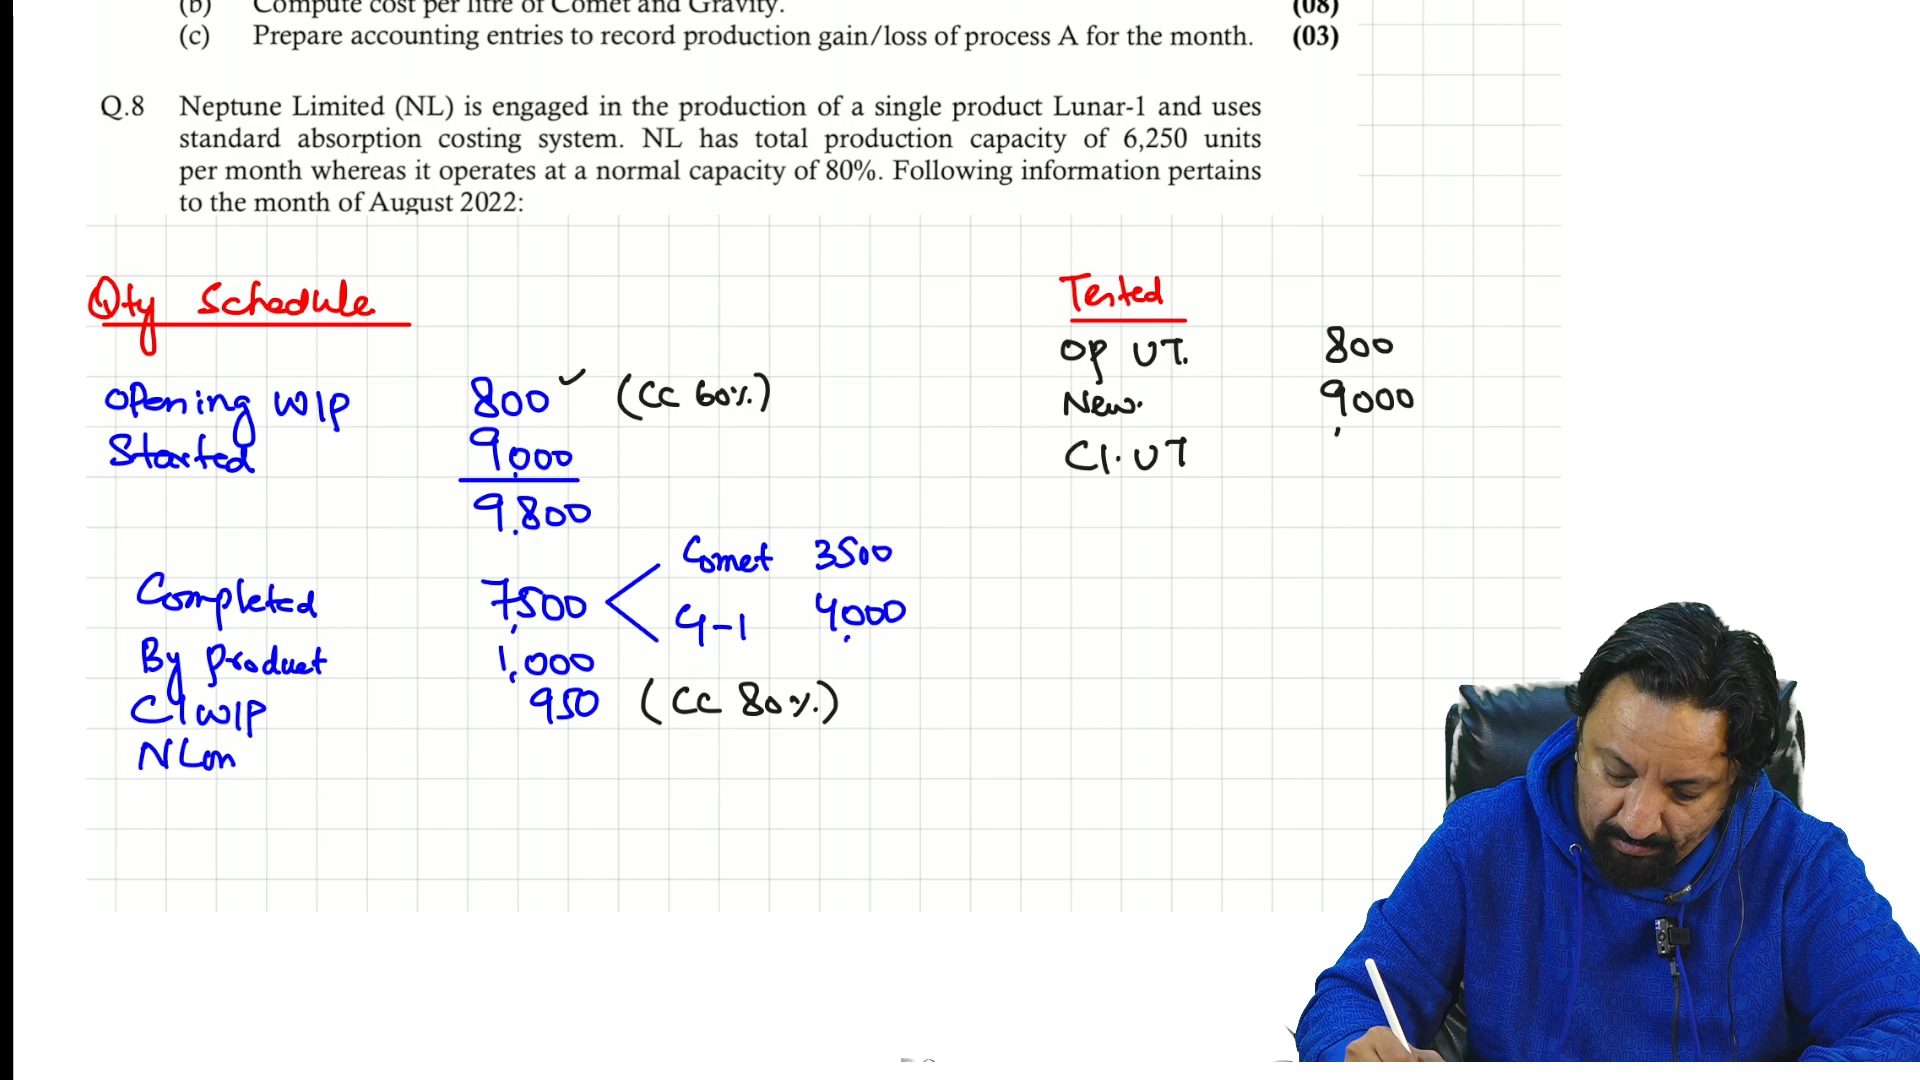 (b) Compute cost per litre of Comet and Gravity. (08)
(c) Prepare accounting entries to record production gain/loss of process A for the month. (03)
Q.8 Neptune Limited (NL) is engaged in the production of a single product Lunar-1 and uses
standard absorption costing system. NL has total production capacity of 6,250 units
per month whereas it operates at a normal capacity of 80%. Following information pertains
to the month of August 2022:
Qty Schedule
Opening WIP 800 (CC 60%)
Started 9,000
9,800
Completed 7,500
Comet 3500
G-1 4,000
By product 1,000
Cl WIP 950 (CC 80%)
NLon
Tested
Op UT. 800
New. 9000
Cl. UT